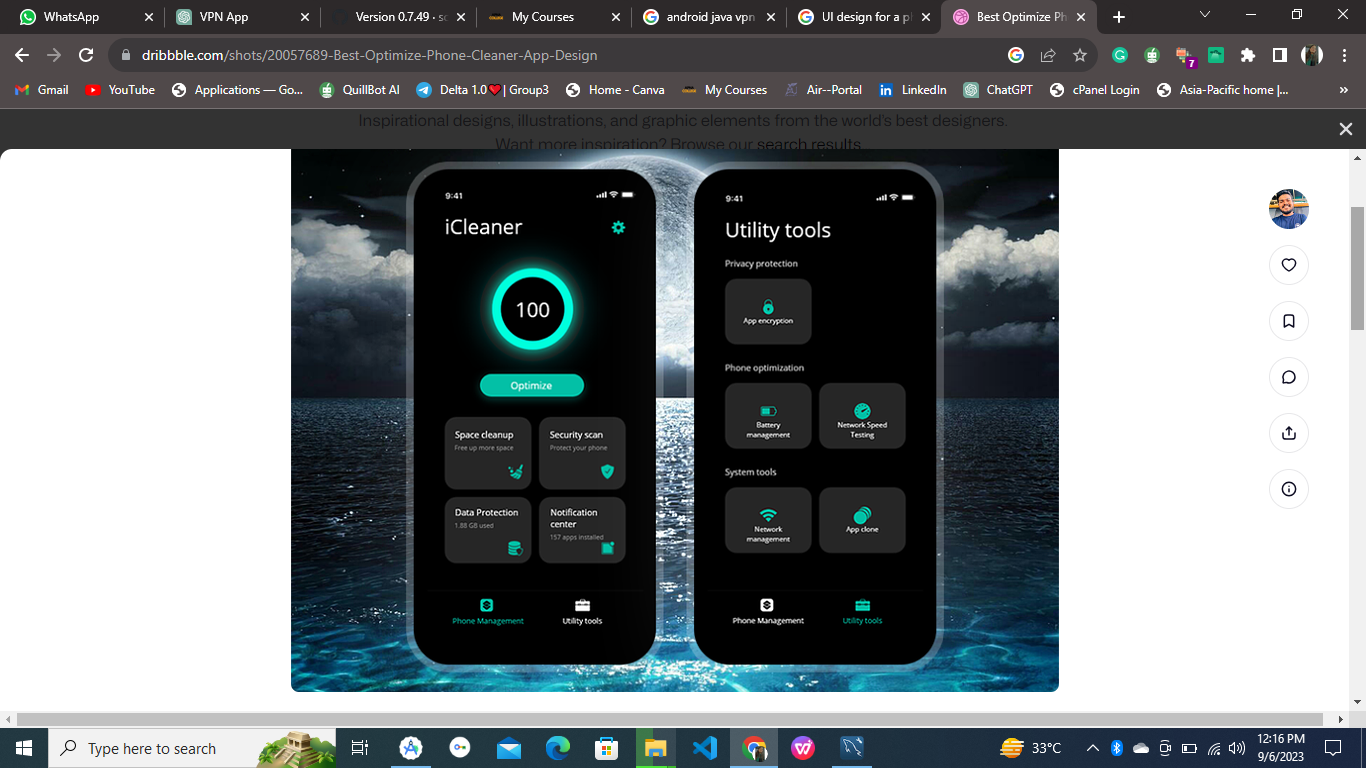 WhatsApp
VPN App
Version 0.7.49 · sc
My Courses
android java vpn
UI design for a pl
Best Optimize Ph
dribbble.com/shots/20057689-Best-Optimize-Phone-Cleaner-App-Design
7
Gmail
YouTube
Applications — Go...
QuillBot AI
Delta 1.0❤️| Group3
Home - Canva
My Courses
Air--Portal
LinkedIn
ChatGPT
cPanel Login
Asia-Pacific home |...
»
Inspirational designs, illustrations, and graphic elements from the world's best designers.
Want more inspiration? Browse our search results.
9:41
iCleaner
100
Optimize
Space cleanup
Free up more space
Security scan
Protect your phone
Data Protection
1.88 GB used
Notification
center
157 apps installed
Phone Management
Utility tools
9:41
Utility tools
Privacy protection
App encryption
Phone optimization
Battery
management
Network Speed
Testing
System tools
Network
management
App clone
Phone Management
Utility tools
Type here to search
33°C
12:16 PM
9/6/2023